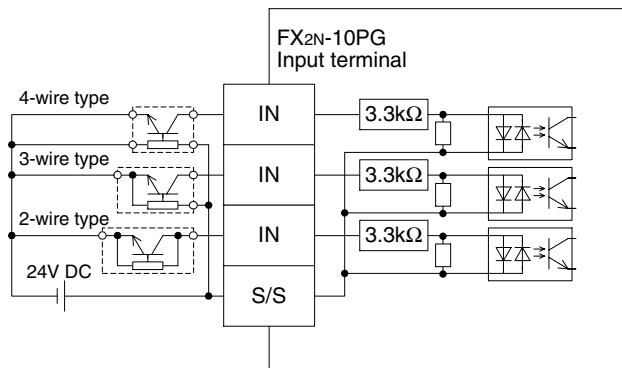 FX2N-10PG
Input terminal
4-wire type
IN
3.3kΩ
3-wire type
IN
3.3kΩ
2-wire type
IN
3.3kΩ
24V DC
S/S